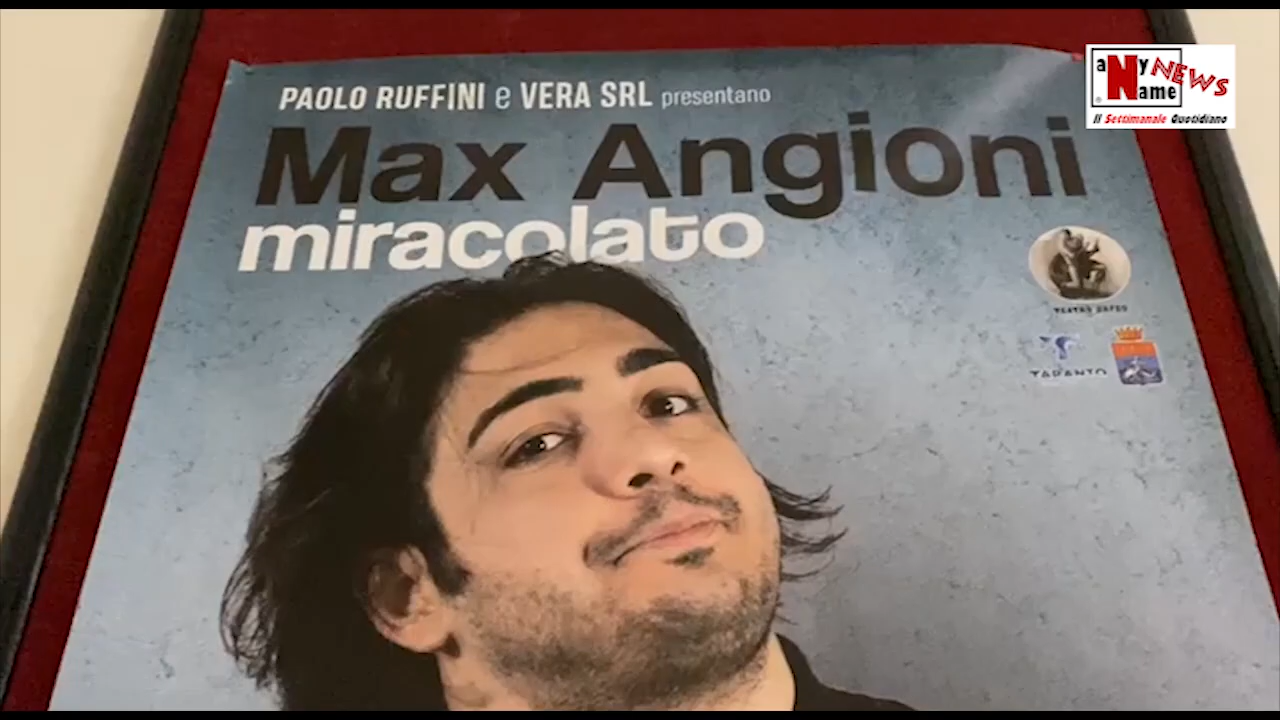 PAOLO RUFFINI e VERA SRL presentano
Max Angioni
miracolato
TEATRO ORFEO
TARANTO
aNy Name NEWS
Il Settimanale Quotidiano